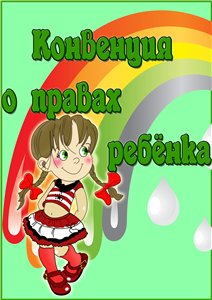 Конвенция
о правах
ребёнка